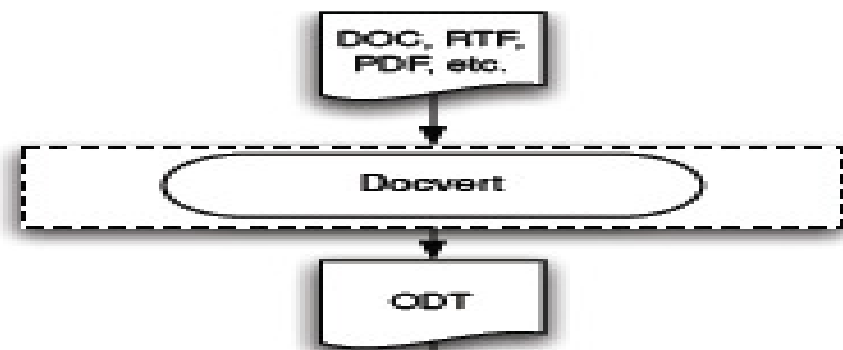 DOC, RTF,
PDF, etc.
Docvert
ODT